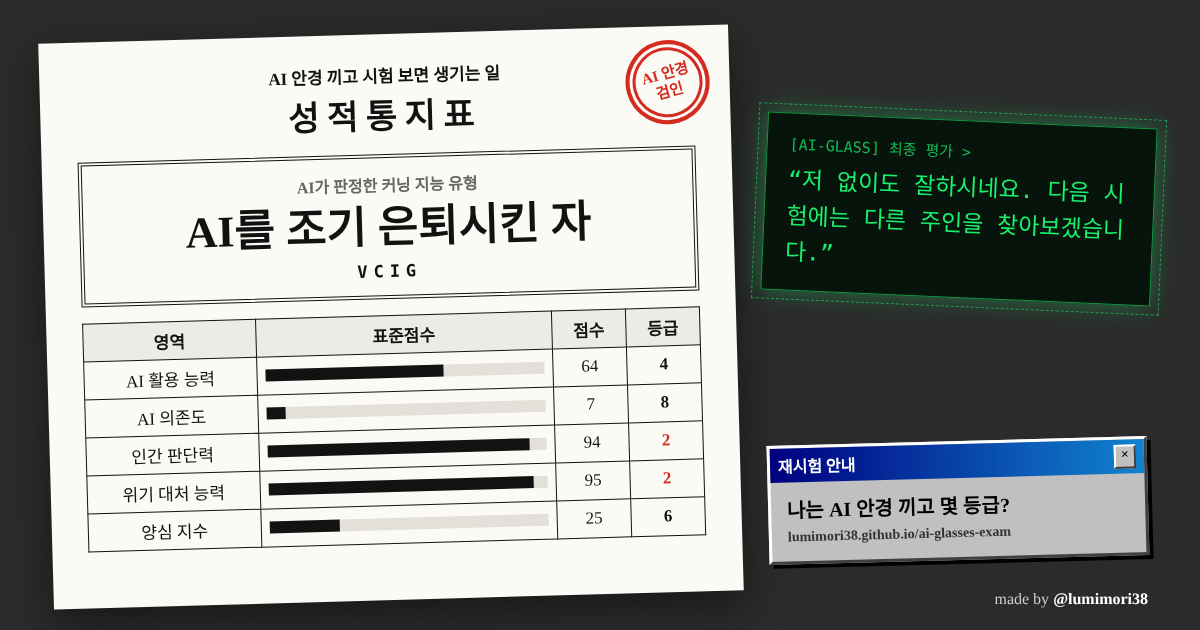 AI 안경 끼고 시험 보면 생기는 일
성적통지표
AI 안경
검인
AI가 판정한 커닝 지능 유형
AI를 조기 은퇴시킨 자
VCIG
영역 표준점수 점수 등급
AI 활용 능력 64 4
AI 의존도 7 8
인간 판단력 94 2
위기 대처 능력 95 2
양심 지수 25 6
[AI-GLASS] 최종 평가 >
“저 없이도 잘하시네요. 다음 시
험에는 다른 주인을 찾아보겠습니
다.”
재시험 안내 ×
나는 AI 안경 끼고 몇 등급?
lumimori38.github.io/ai-glasses-exam
made by @lumimori38